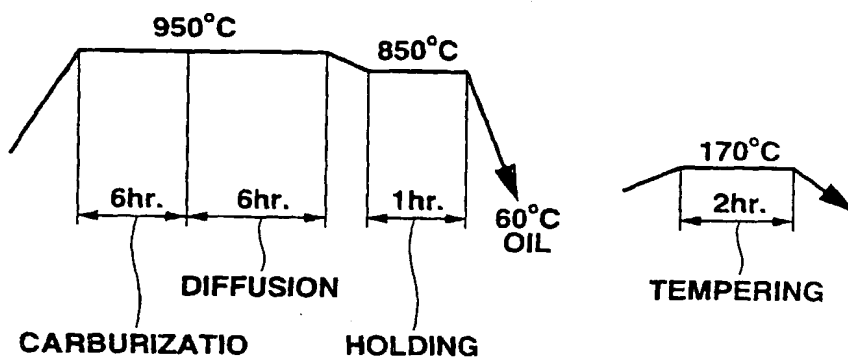 950°C
850°C
170°C
6hr.
6hr.
1hr.
60°C
OIL
2hr.
DIFFUSION
TEMPERING
CARBURIZATIO
HOLDING